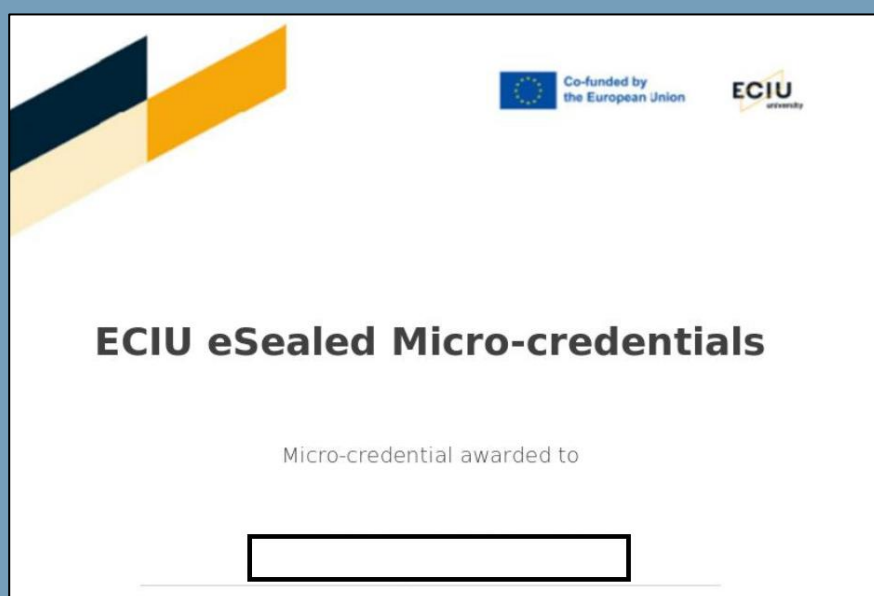 Co-funded by
the European Union
ECIU
university
ECIU eSealed Micro-credentials
Micro-credential awarded to